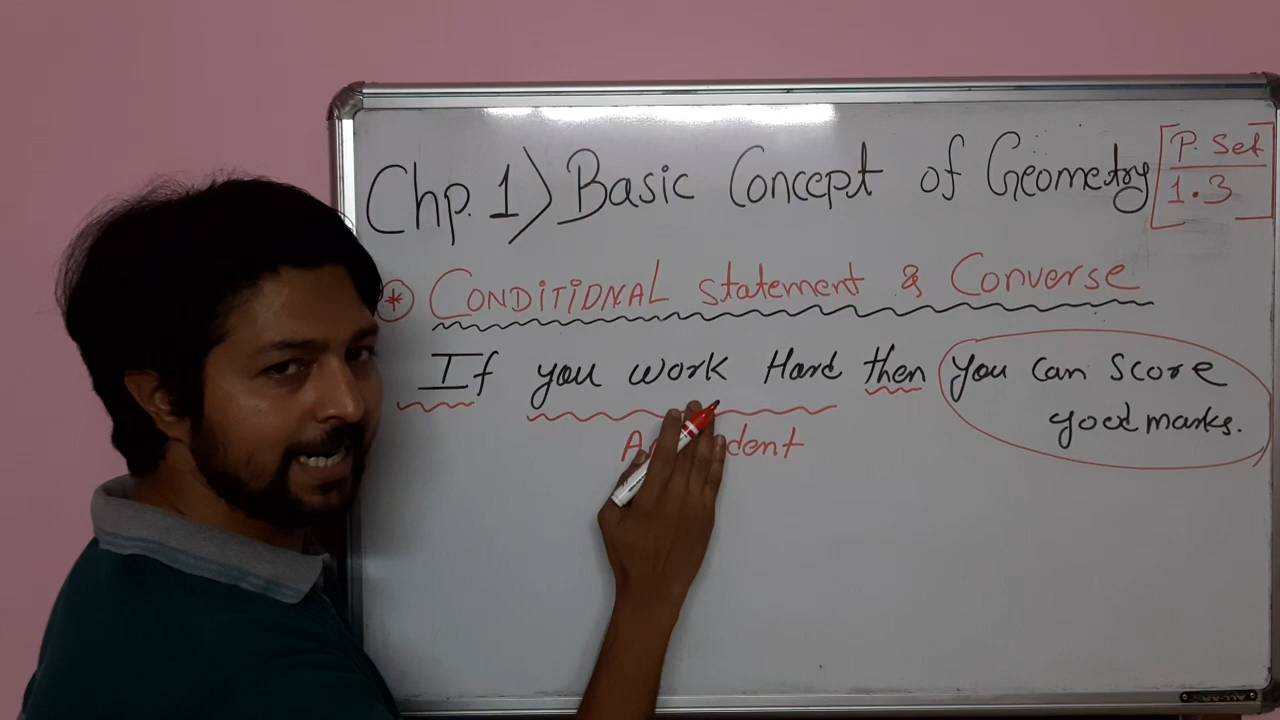 Chp. 1) Basic Concept of Geometry [P. Set 1.3]
* CONDITIONAL statement & Converse
If you work Hard then you can score
good marks.